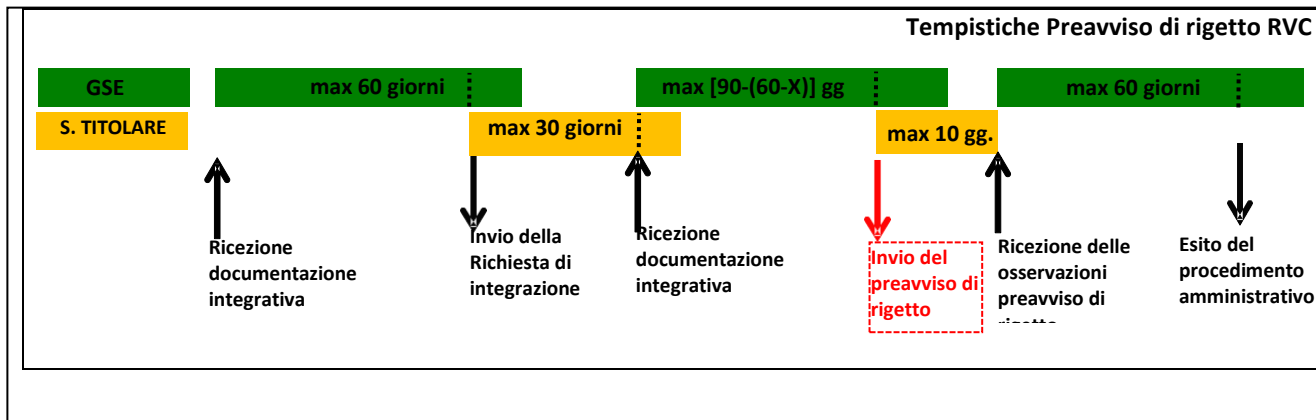 Tempistiche Preavviso di rigetto RVC
GSE
max 60 giorni
max [90-(60-X)] gg
max 60 giorni
S. TITOLARE
max 30 giorni
max 10 gg.
Ricezione
documentazione
integrativa
Invio della
Richiesta di
integrazione
Ricezione
documentazione
integrativa
Invio del
preavviso di
rigetto
Ricezione delle
osservazioni
preavviso di
rigetto
Esito del
procedimento
amministrativo